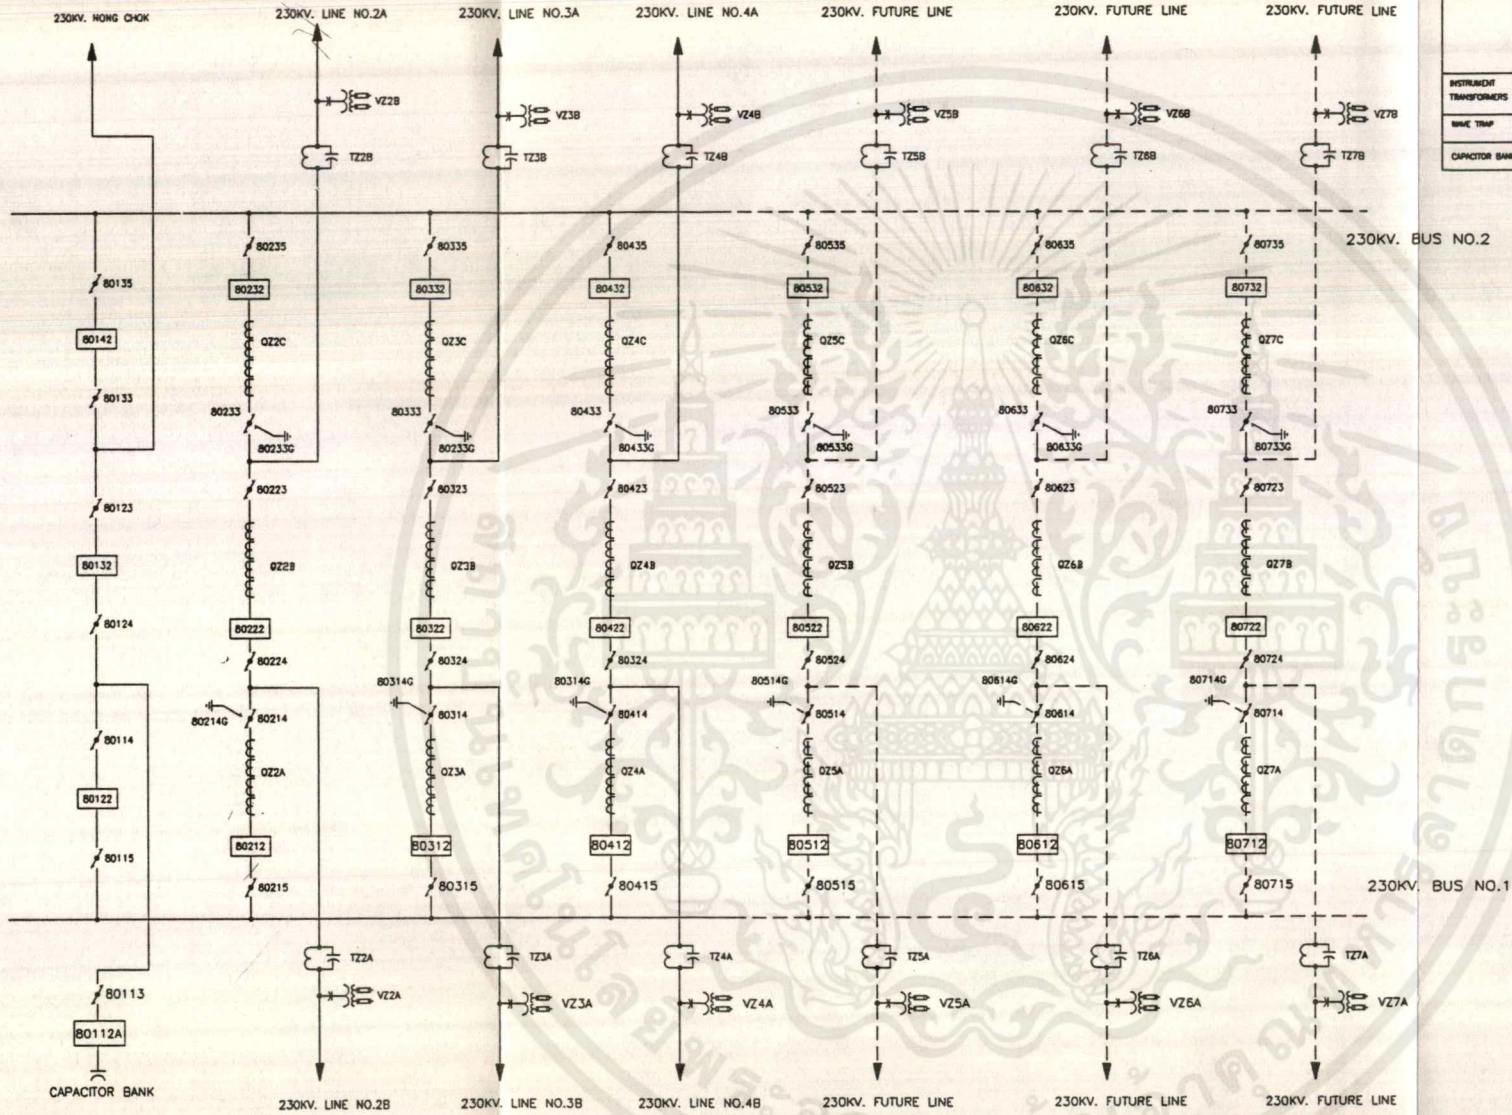 230KV. NONG CHOK
230KV. LINE NO.2A
230KV. LINE NO.3A
230KV. LINE NO.4A
230KV. FUTURE LINE
230KV. FUTURE LINE
230KV. FUTURE LINE
INSTRUMENT
TRANSFORMERS
WAVE TRAP
CAPACITOR BANK
VZ2B
VZ3B
VZ4B
VZ5B
VZ6B
VZ7B
TZ2B
TZ3B
TZ4B
TZ5B
TZ6B
TZ7B
230KV. BUS NO.2
80135
80235
80335
80435
80535
80635
80735
80142
80232
80332
80432
80532
80632
80732
QZ2C
QZ3C
QZ4C
QZ5C
QZ6C
QZ7C
80133
80233
80333
80433
80533
80633
80733
80233G
80233G
80433G
80533G
80633G
80733G
80123
80223
80323
80423
80523
80623
80723
80132
QZ2B
QZ3B
QZ4B
QZ5B
QZ6B
QZ7B
80124
80222
80322
80422
80522
80622
80722
80224
80324
80324
80524
80624
80724
80214G
80314G
80314G
80514G
80614G
80714G
80114
80214
80314
80414
80514
80614
80714
QZ2A
QZ3A
QZ4A
QZ5A
QZ6A
QZ7A
80122
80212
80312
80412
80512
80612
80712
80115
80215
80315
80415
80515
80615
80715
230KV. BUS NO.1
TZ2A
TZ3A
TZ4A
TZ5A
TZ6A
TZ7A
80113
VZ2A
VZ3A
VZ4A
VZ5A
VZ6A
VZ7A
80112A
CAPACITOR BANK
230KV. LINE NO.2B
230KV. LINE NO.3B
230KV. LINE NO.4B
230KV. FUTURE LINE
230KV. FUTURE LINE
230KV. FUTURE LINE